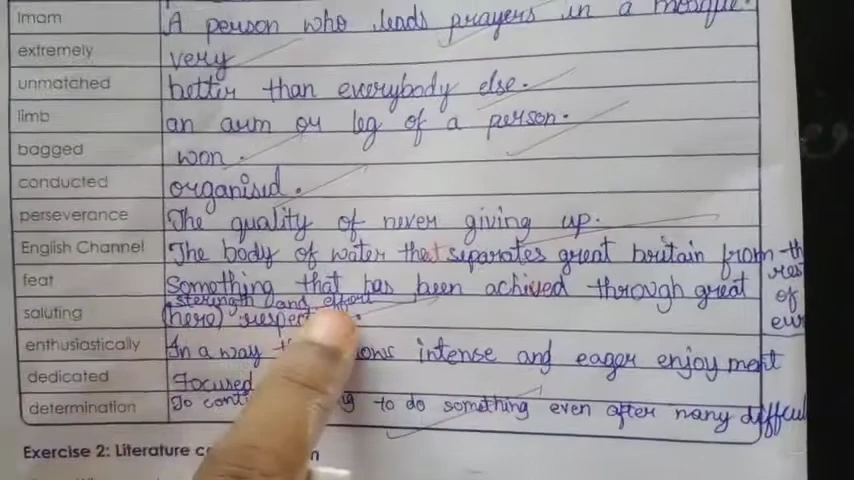 Imam A person who leads prayers in a mosque.
extremely very
unmatched better than everybody else.
limb an arm or leg of a person.
bagged won.
conducted organised.
perseverance The quality of never giving up.
English Channel The body of water that separates great britain from th
res
feat Something that has been achived through great of
sterength and effort eur
saluting (here) respect
enthusiastically In a way intense and eager enjoyment
dedicated Focused
determination To to do something even after nany
Exercise 2: Literature